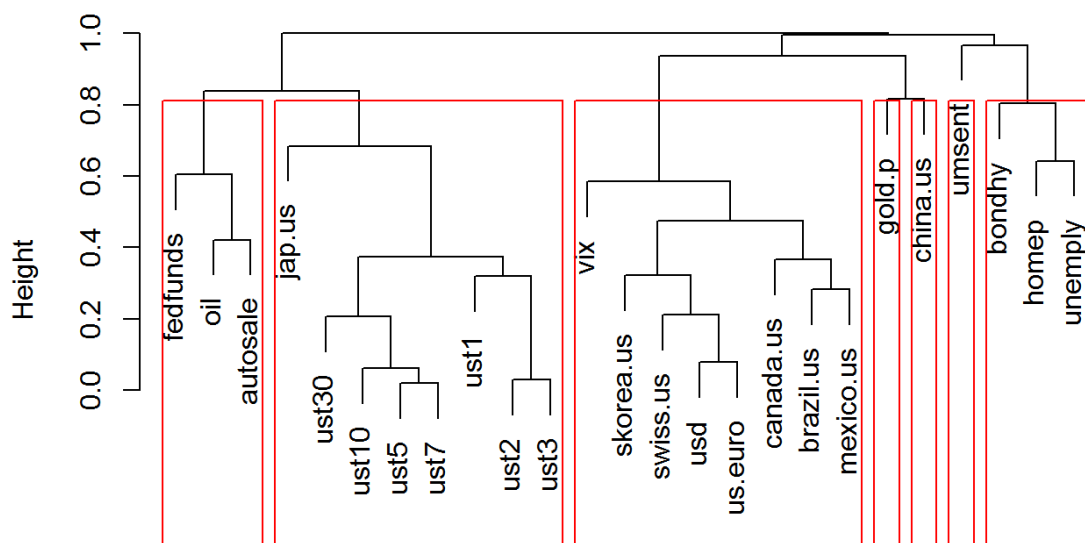 Height
0.0
0.2
0.4
0.6
0.8
1.0
fedfunds
oil
autosale
jap.us
ust30
ust10
ust5
ust7
ust1
ust2
ust3
vix
skorea.us
swiss.us
usd
us.euro
canada.us
brazil.us
mexico.us
gold.p
china.us
umsent
bondhy
homep
unemply